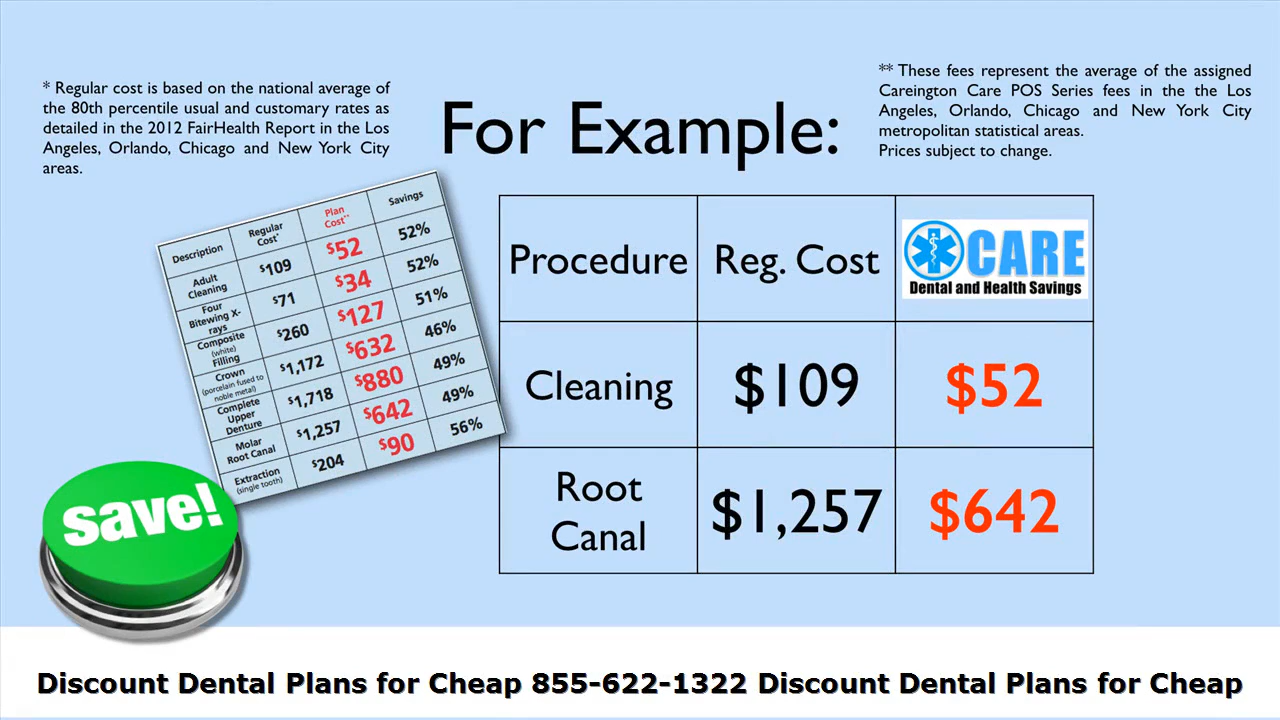 * Regular cost is based on the national average of
the 80th percentile usual and customary rates as
detailed in the 2012 FairHealth Report in the Los
Angeles, Orlando, Chicago and New York City
areas.
For Example:
** These fees represent the average of the assigned
Careington Care POS Series fees in the the Los
Angeles, Orlando, Chicago and New York City
metropolitan statistical areas.
Prices subject to change.
Description Regular Cost* Plan Cost** Savings
Adult Cleaning $109 $52 52%
Four Bitewing X-rays $71 $34 52%
Composite (white) Filling $260 $127 51%
Crown (porcelain fused to noble metal) $1,172 $632 46%
Complete Upper Denture $1,718 $880 49%
Molar Root Canal $1,257 $642 49%
Extraction (single tooth) $204 $90 56%
Procedure Reg. Cost CARE
Dental and Health Savings
Cleaning $109 $52
Root
Canal $1,257 $642
save!
Discount Dental Plans for Cheap 855-622-1322 Discount Dental Plans for Cheap